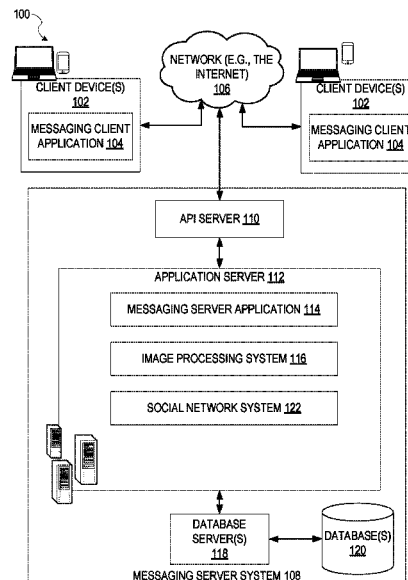 100
NETWORK (E.G., THE
INTERNET)
106
CLIENT DEVICE(S)
102
MESSAGING CLIENT
APPLICATION 104
CLIENT DEVICE(S)
102
MESSAGING CLIENT
APPLICATION 104
API SERVER 110
APPLICATION SERVER 112
MESSAGING SERVER APPLICATION 114
IMAGE PROCESSING SYSTEM 116
SOCIAL NETWORK SYSTEM 122
DATABASE
SERVER(S)
118
DATABASE(S)
120
MESSAGING SERVER SYSTEM 108